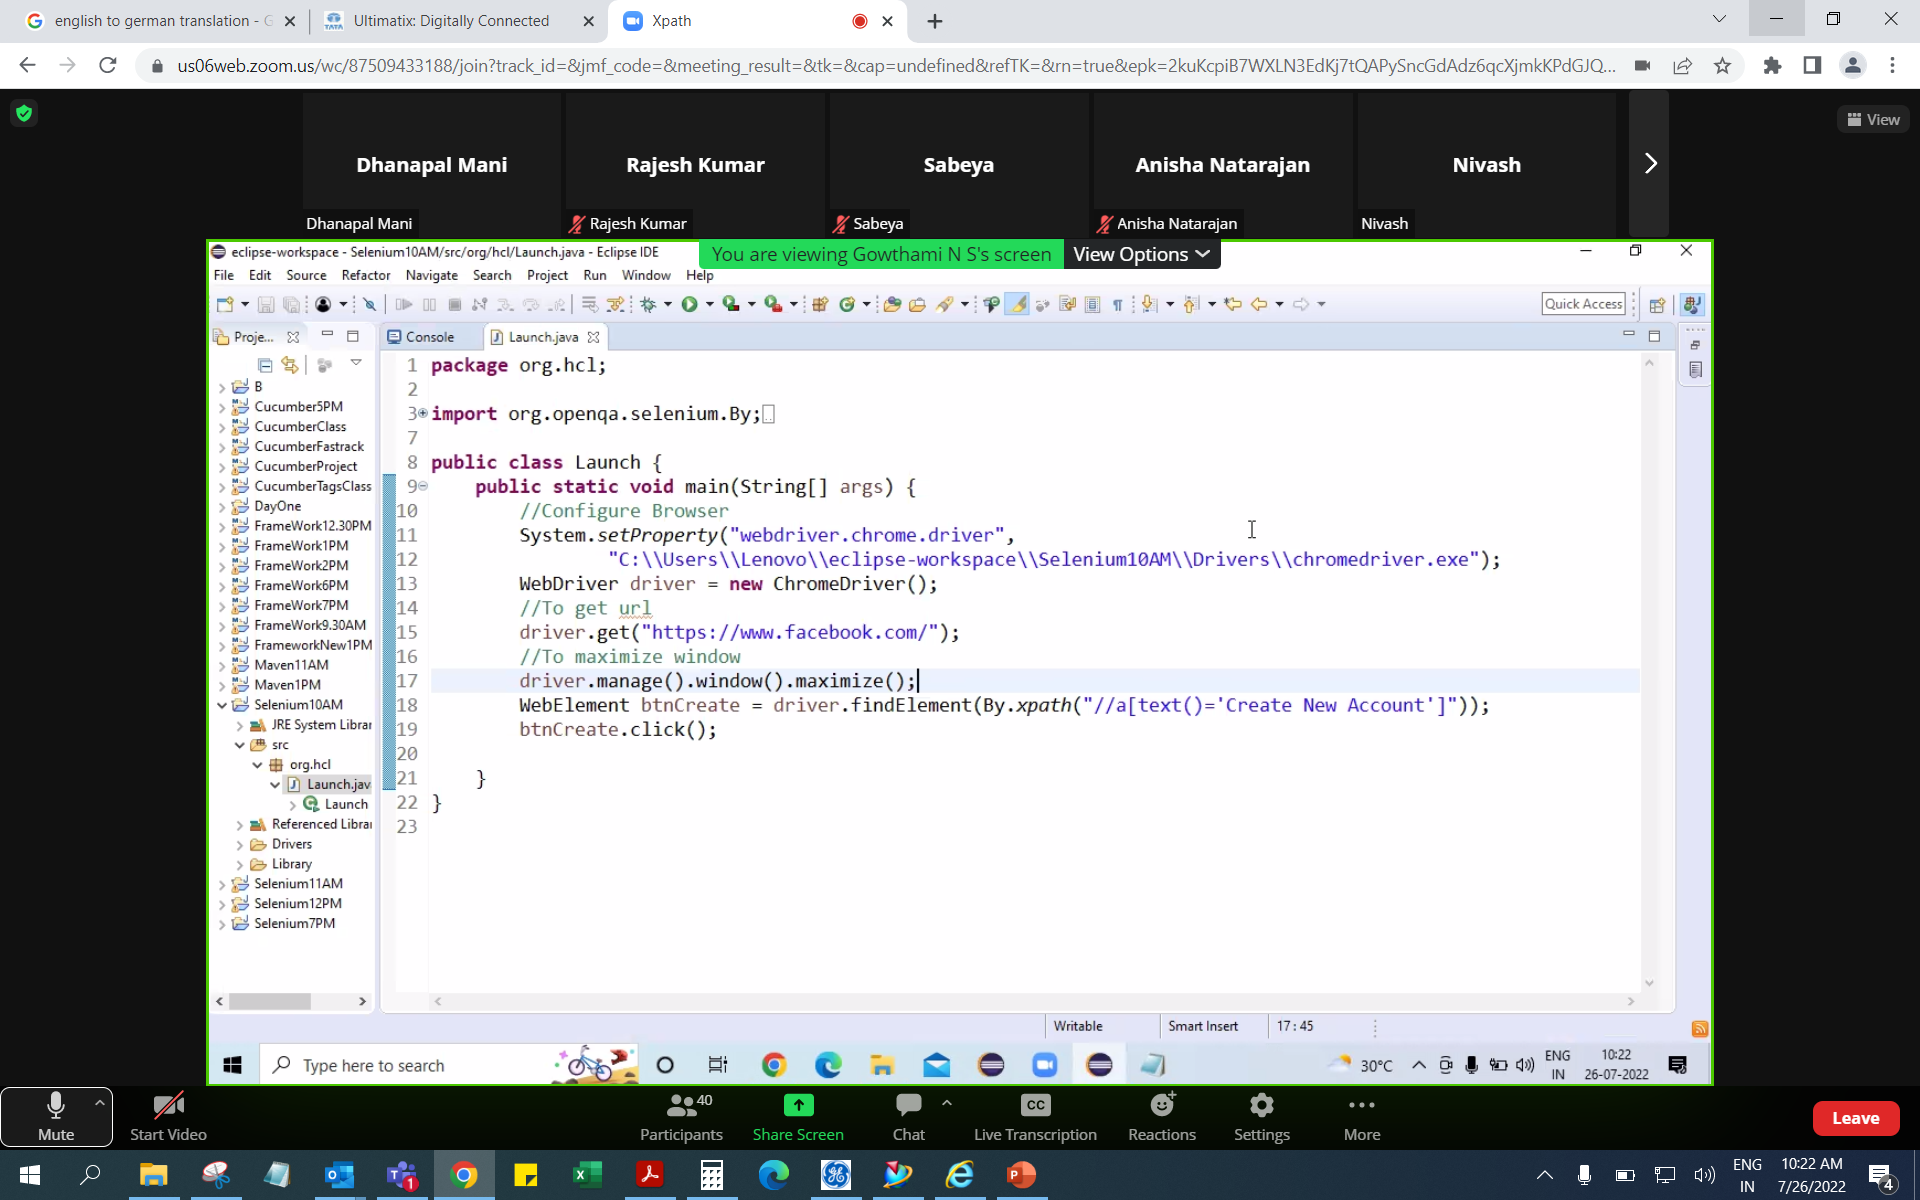 english to german translation - G
Ultimatix: Digitally Connected
Xpath
us06web.zoom.us/wc/87509433188/join?track_id=&jmf_code=&meeting_result=&tk=&cap=undefined&refTK=&rn=true&epk=2kuKcpiB7WXLN3EdKj7tQAPySncGdAdz6qcXjmkKPdGJQ...
View
Dhanapal Mani
Rajesh Kumar
Sabeya
Anisha Natarajan
Nivash
Dhanapal Mani
Rajesh Kumar
Sabeya
Anisha Natarajan
Nivash
eclipse-workspace - Selenium10AM/src/org/hcl/Launch.java - Eclipse IDE
You are viewing Gowthami N S's screen
View Options
File Edit Source Refactor Navigate Search Project Run Window Help
Quick Access
Proje...
Console
Launch.java
B
Cucumber5PM
CucumberClass
CucumberFastrack
CucumberProject
CucumberTagsClass
DayOne
FrameWork12.30PM
FrameWork1PM
FrameWork2PM
FrameWork6PM
FrameWork7PM
FrameWork9.30AM
FrameworkNew1PM
Maven11AM
Maven1PM
Selenium10AM
JRE System Librar
src
org.hcl
Launch.jav
Launch
Referenced Librar
Drivers
Library
Selenium11AM
Selenium12PM
Selenium7PM
1 package org.hcl;
2
3 import org.openqa.selenium.By;
7
8 public class Launch {
9 public static void main(String[] args) {
10 //Configure Browser
11 System.setProperty("webdriver.chrome.driver",
12 "C:\\Users\\Lenovo\\eclipse-workspace\\Selenium10AM\\Drivers\\chromedriver.exe");
13 WebDriver driver = new ChromeDriver();
14 //To get url
15 driver.get("https://www.facebook.com/");
16 //To maximize window
17 driver.manage().window().maximize();
18 WebElement btnCreate = driver.findElement(By.xpath("//a[text()='Create New Account']"));
19 btnCreate.click();
20
21 }
22 }
23
Writable
Smart Insert
17 : 45
Type here to search
30°C
ENG
IN
10:22
26-07-2022
Mute
Start Video
40
Participants
Share Screen
Chat
CC
Live Transcription
Reactions
Settings
More
Leave
ENG
IN
10:22 AM
7/26/2022
4